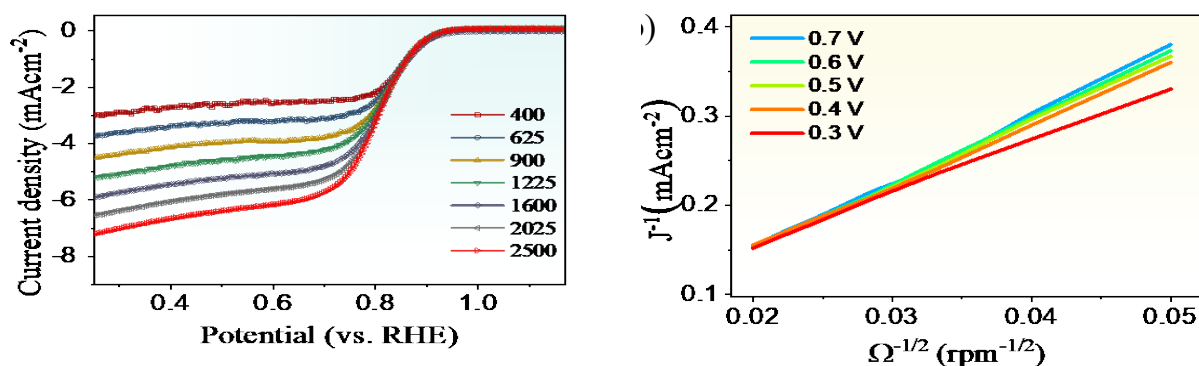 0
-2
-4
-6
-8
Current density (mAcm-2)
400
625
900
1225
1600
2025
2500
0.4
0.6
0.8
1.0
Potential (vs. RHE)
)
0.4
0.3
0.2
0.1
J-1(mAcm-2)
0.7 V
0.6 V
0.5 V
0.4 V
0.3 V
0.02
0.03
0.04
0.05
Ω-1/2 (rpm-1/2)